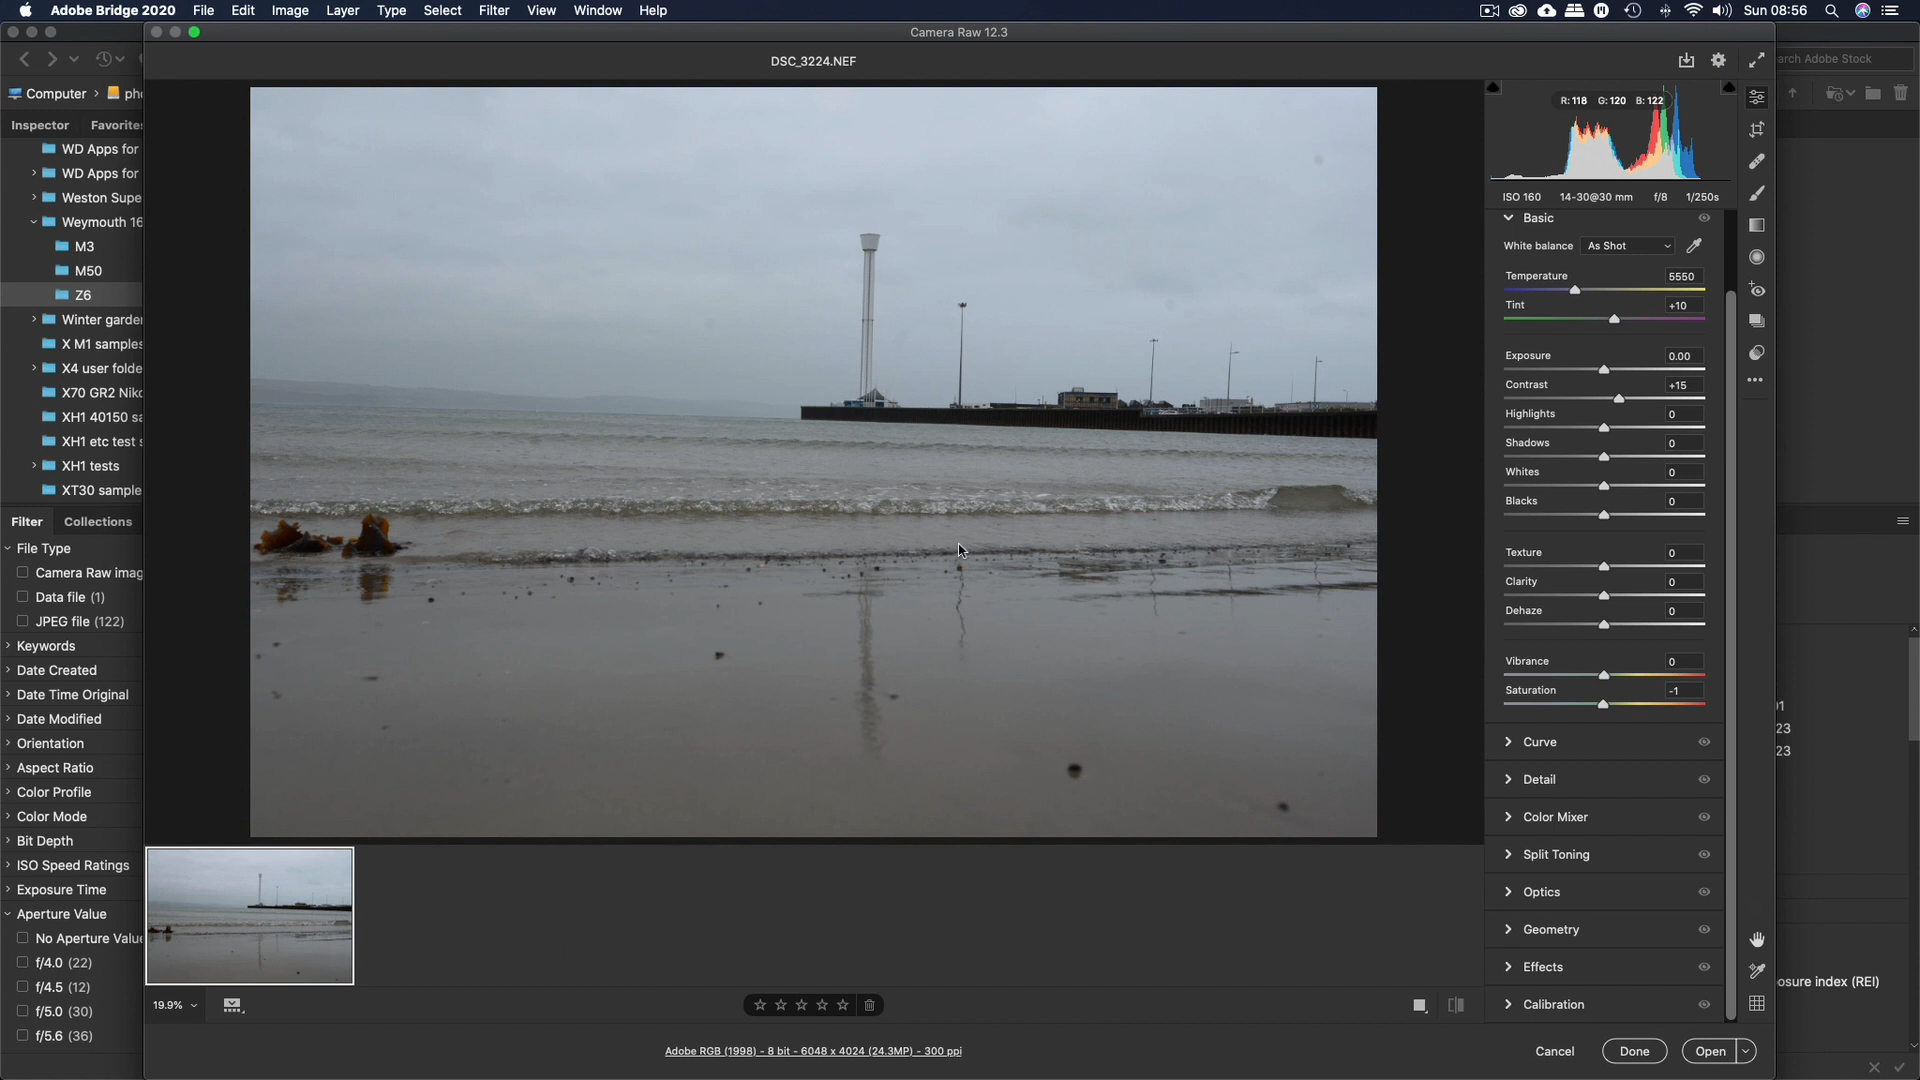 Adobe Bridge 2020 File Edit Image Layer Type Select Filter View Window Help Sun 08:56
Camera Raw 12.3
DSC_3224.NEF
arch Adobe Stock
Computer
Inspector Favorites
WD Apps for
WD Apps for
Weston Supe
Weymouth 16
M3
M50
Z6
Winter garde
X M1 samples
X4 user folde
X70 GR2 Niko
XH1 40150 sa
XH1 etc test s
XH1 tests
XT30 sample
Filter Collections
File Type
Camera Raw imag
Data file (1)
JPEG file (122)
Keywords
Date Created
Date Time Original
Date Modified
Orientation
Aspect Ratio
Color Profile
Color Mode
Bit Depth
ISO Speed Ratings
Exposure Time
Aperture Value
No Aperture Value
f/4.0 (22)
f/4.5 (12)
f/5.0 (30)
f/5.6 (36)
19.9%
Adobe RGB (1998) - 8 bit - 6048 x 4024 (24.3MP) - 300 ppi
R: 118 G: 120 B: 122
ISO 160 14-30@30 mm f/8 1/250s
Basic
White balance As Shot
Temperature 5550
Tint +10
Exposure 0.00
Contrast +15
Highlights 0
Shadows 0
Whites 0
Blacks 0
Texture 0
Clarity 0
Dehaze 0
Vibrance 0
Saturation -1
Curve
Detail
Color Mixer
Split Toning
Optics
Geometry
Effects
Calibration
Cancel Done Open
23
23
osure index (REI)